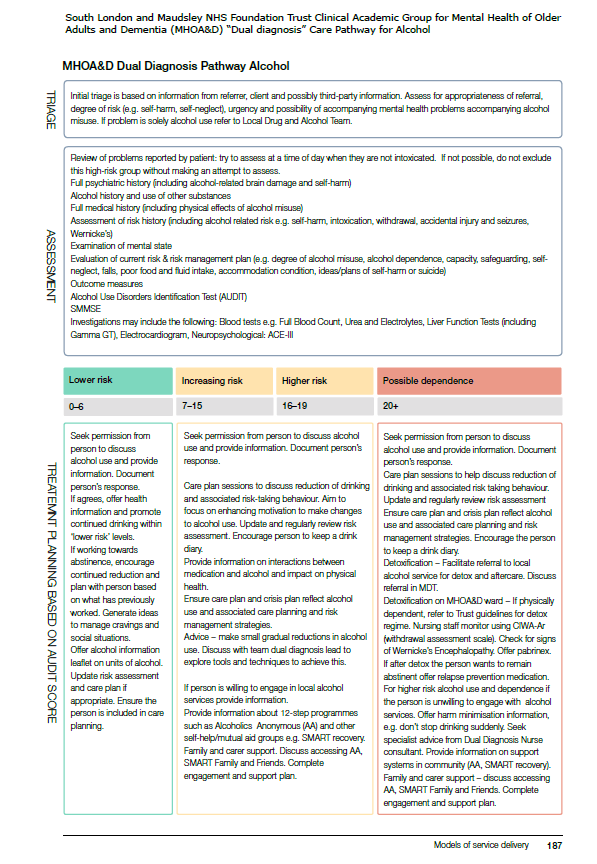 South London and Maudsley NHS Foundation Trust Clinical Academic Group for Mental Health of Older
Adults and Dementia (MHOA&D) “Dual diagnosis” Care Pathway for Alcohol
MHOA&D Dual Diagnosis Pathway Alcohol
TRIAGE
Initial triage is based on information from referrer, client and possibly third-party information. Assess for appropriateness of referral,
degree of risk (e.g. self-harm, self-neglect), urgency and possibility of accompanying mental health problems accompanying alcohol
misuse. If problem is solely alcohol use refer to Local Drug and Alcohol Team.
ASSESSMENT
Review of problems reported by patient: try to assess at a time of day when they are not intoxicated. If not possible, do not exclude
this high-risk group without making an attempt to assess.
Full psychiatric history (including alcohol-related brain damage and self-harm)
Alcohol history and use of other substances
Full medical history (including physical effects of alcohol misuse)
Assessment of risk history (including alcohol related risk e.g. self-harm, intoxication, withdrawal, accidental injury and seizures,
Wernicke’s)
Examination of mental state
Evaluation of current risk & risk management plan (e.g. degree of alcohol misuse, alcohol dependence, capacity, safeguarding, self-
neglect, falls, poor food and fluid intake, accommodation condition, ideas/plans of self-harm or suicide)
Outcome measures
Alcohol Use Disorders Identification Test (AUDIT)
SMMSE
Investigations may include the following: Blood tests e.g. Full Blood Count, Urea and Electrolytes, Liver Function Tests (including
Gamma GT), Electrocardiogram, Neuropsychological: ACE-III
Lower risk
Increasing risk
Higher risk
Possible dependence
0–6
7–15
16–19
20+
TREATEMNT PLANNING BASED ON AUDIT SCORE
Seek permission from
person to discuss
alcohol use and provide
information. Document
person’s response.
If agrees, offer health
information and promote
continued drinking within
‘lower risk’ levels.
If working towards
abstinence, encourage
continued reduction and
plan with person based
on what has previously
worked. Generate ideas
to manage cravings and
social situations.
Offer alcohol information
leaflet on units of alcohol.
Update risk assessment
and care plan if
appropriate. Ensure the
person is included in care
planning.
Seek permission from person to discuss alcohol
use and provide information. Document person’s
response.
Care plan sessions to discuss reduction of drinking
and associated risk-taking behaviour. Aim to
focus on enhancing motivation to make changes
to alcohol use. Update and regularly review risk
assessment. Encourage person to keep a drink
diary.
Provide information on interactions between
medication and alcohol and impact on physical
health.
Ensure care plan and crisis plan reflect alcohol
use and associated care planning and risk
management strategies.
Advice – make small gradual reductions in alcohol
use. Discuss with team dual diagnosis lead to
explore tools and techniques to achieve this.
If person is willing to engage in local alcohol
services provide information.
Provide information about 12-step programmes
such as Alcoholics Anonymous (AA) and other
self-help/mutual aid groups e.g. SMART recovery.
Family and carer support. Discuss accessing AA,
SMART Family and Friends. Complete
engagement and support plan.
Seek permission from person to discuss
alcohol use and provide information. Document
person’s response.
Care plan sessions to help discuss reduction of
drinking and associated risk taking behaviour.
Update and regularly review risk assessment
Ensure care plan and crisis plan reflect alcohol
use and associated care planning and risk
management strategies. Encourage the person
to keep a drink diary.
Detoxification – Facilitate referral to local
alcohol service for detox and aftercare. Discuss
referral in MDT.
Detoxification on MHOA&D ward – If physically
dependent, refer to Trust guidelines for detox
regime. Nursing staff monitor using CIWA-Ar
(withdrawal assessment scale). Check for signs
of Wernicke’s Encephalopathy. Offer pabrinex.
If after detox the person wants to remain
abstinent offer relapse prevention medication.
For higher risk alcohol use and dependence if
the person is unwilling to engage with alcohol
services. Offer harm minimisation information,
e.g. don’t stop drinking suddenly. Seek
specialist advice from Dual Diagnosis Nurse
consultant. Provide information on support
systems in community (AA, SMART recovery).
Family and carer support – discuss accessing
AA, SMART Family and Friends. Complete
engagement and support plan.
Models of service delivery 187